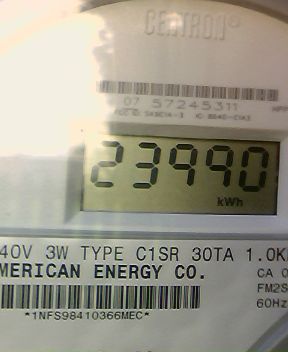 CENTRON®
07 57245311
23990
kWh
40V 3W TYPE C1SR 30TA 1.0K
MERICAN ENERGY CO.
CA 0
FM2S
60Hz
*1NFS98410366MEC*